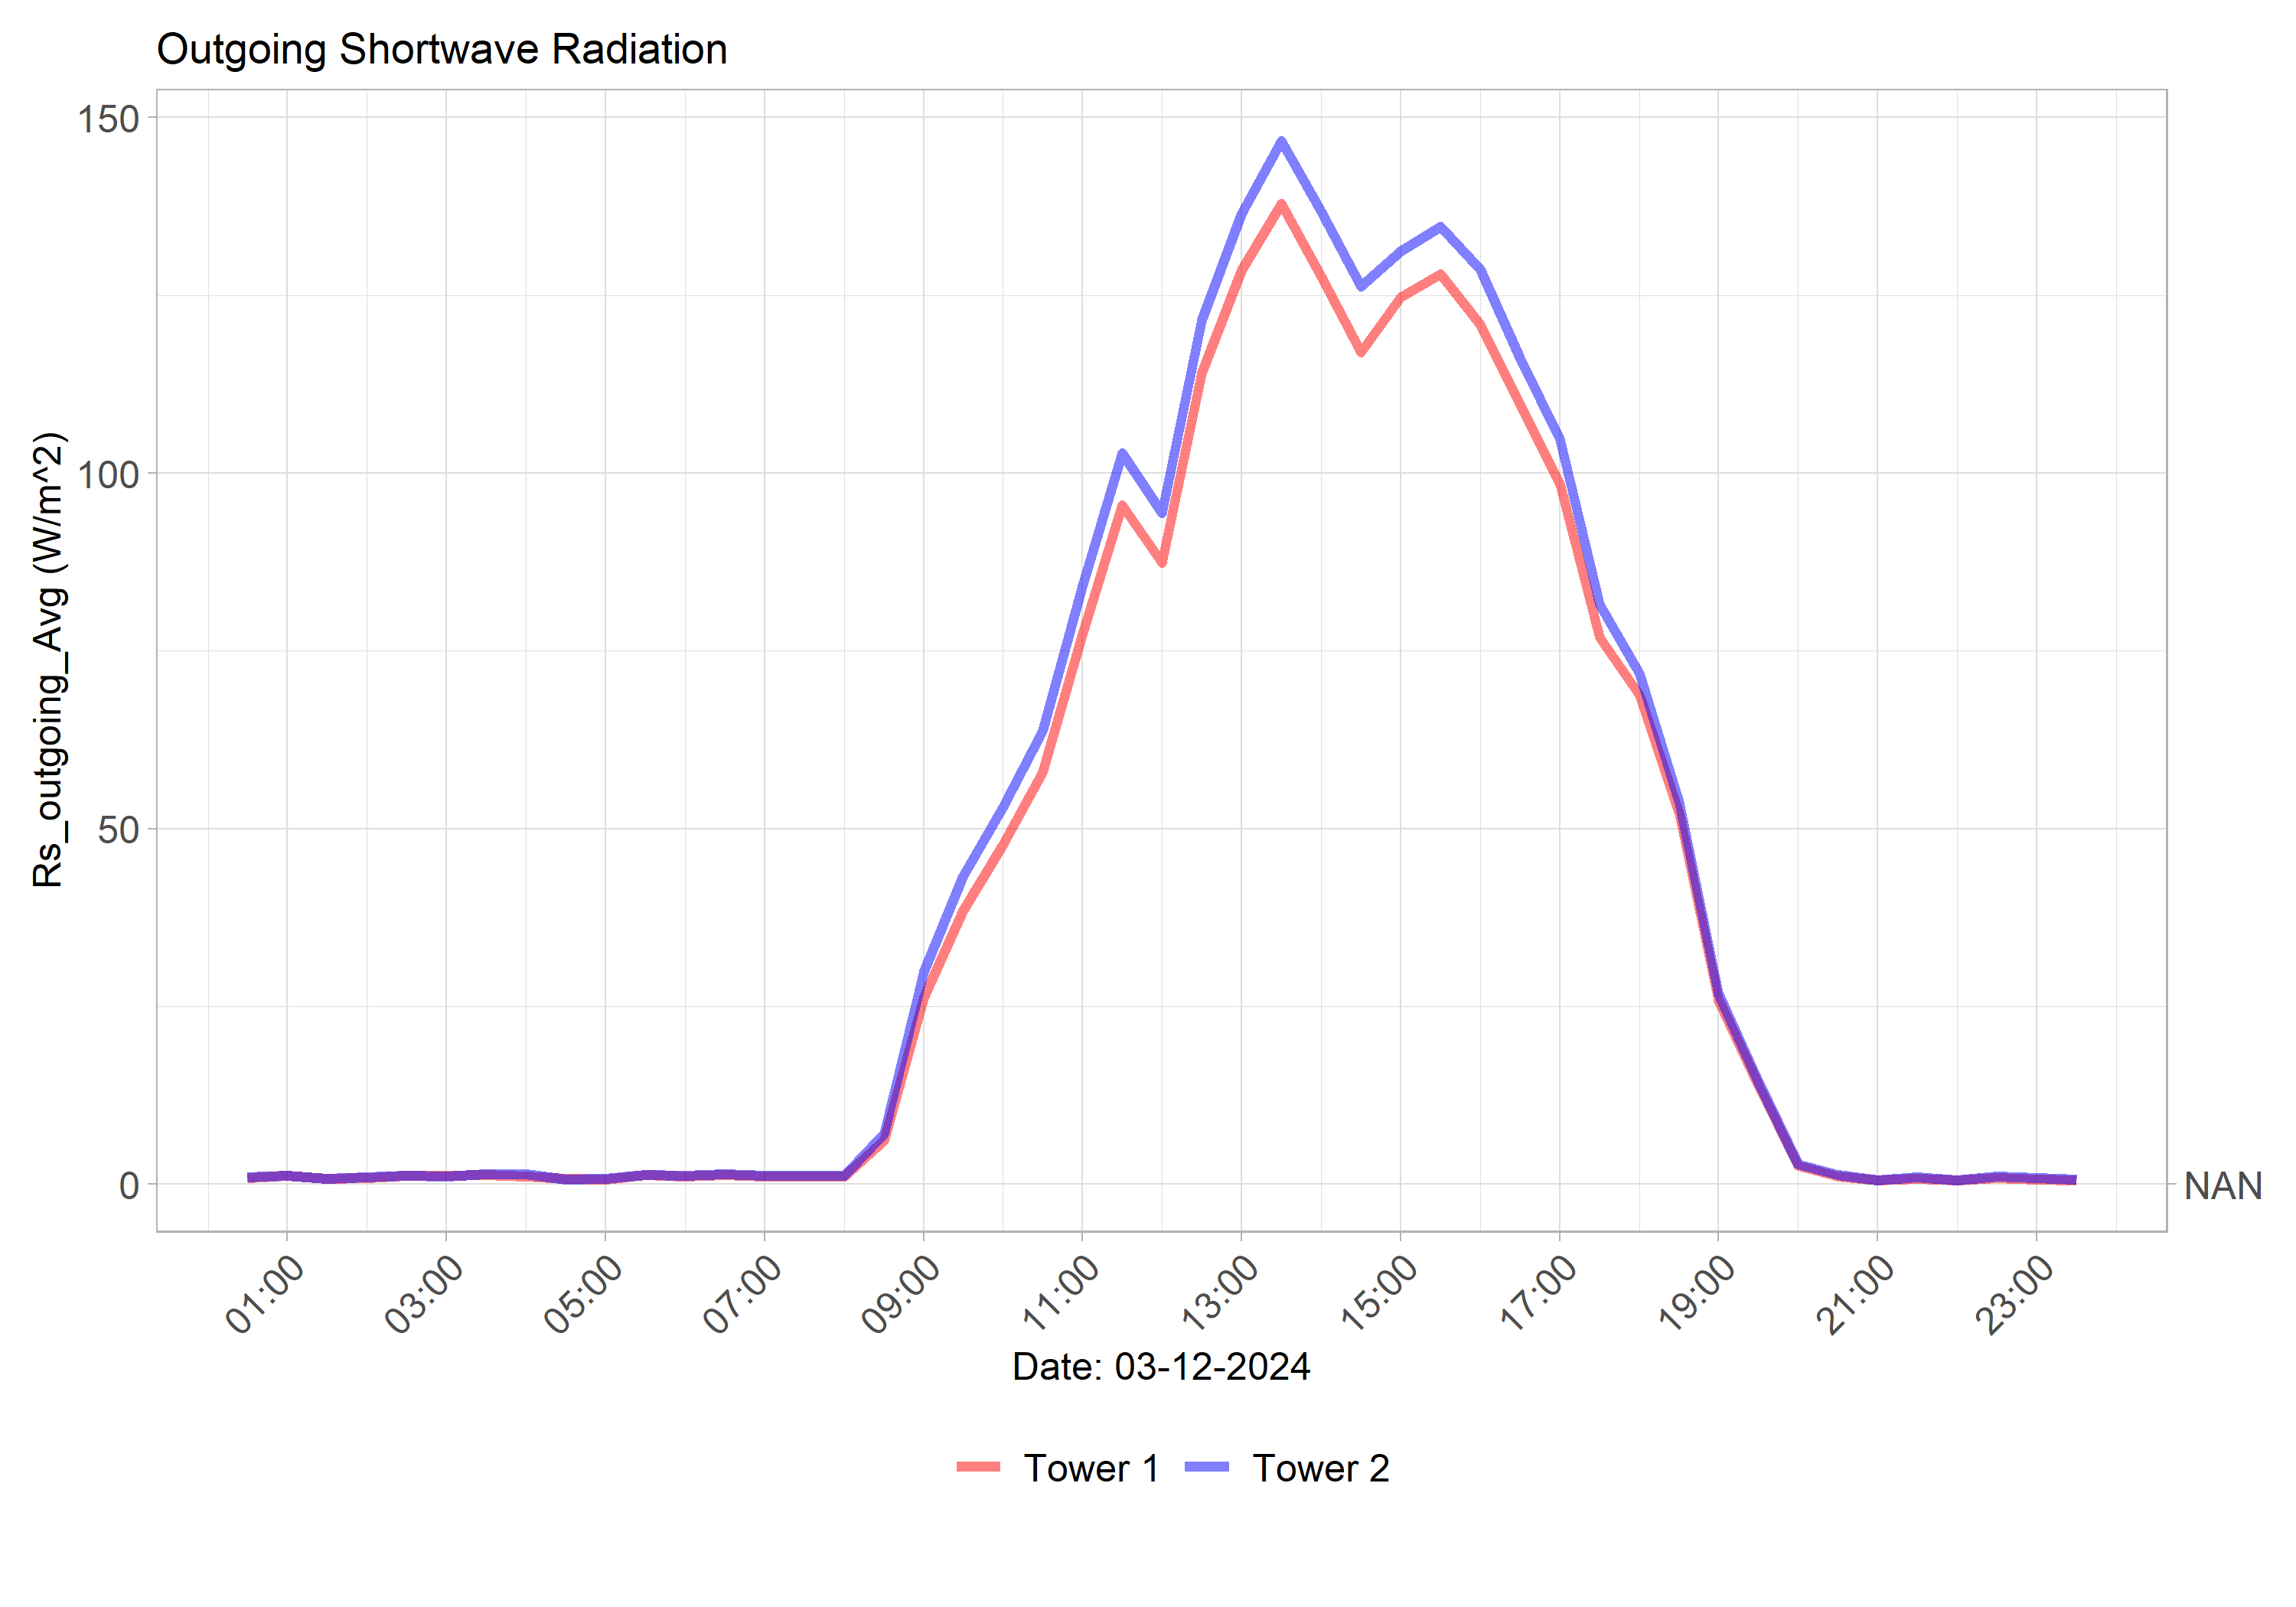 Outgoing Shortwave Radiation
150
100
50
0
NAN
Rs_outgoing_Avg (W/m^2)
01:00
03:00
05:00
07:00
09:00
11:00
13:00
15:00
17:00
19:00
21:00
23:00
Date: 03-12-2024
Tower 1
Tower 2